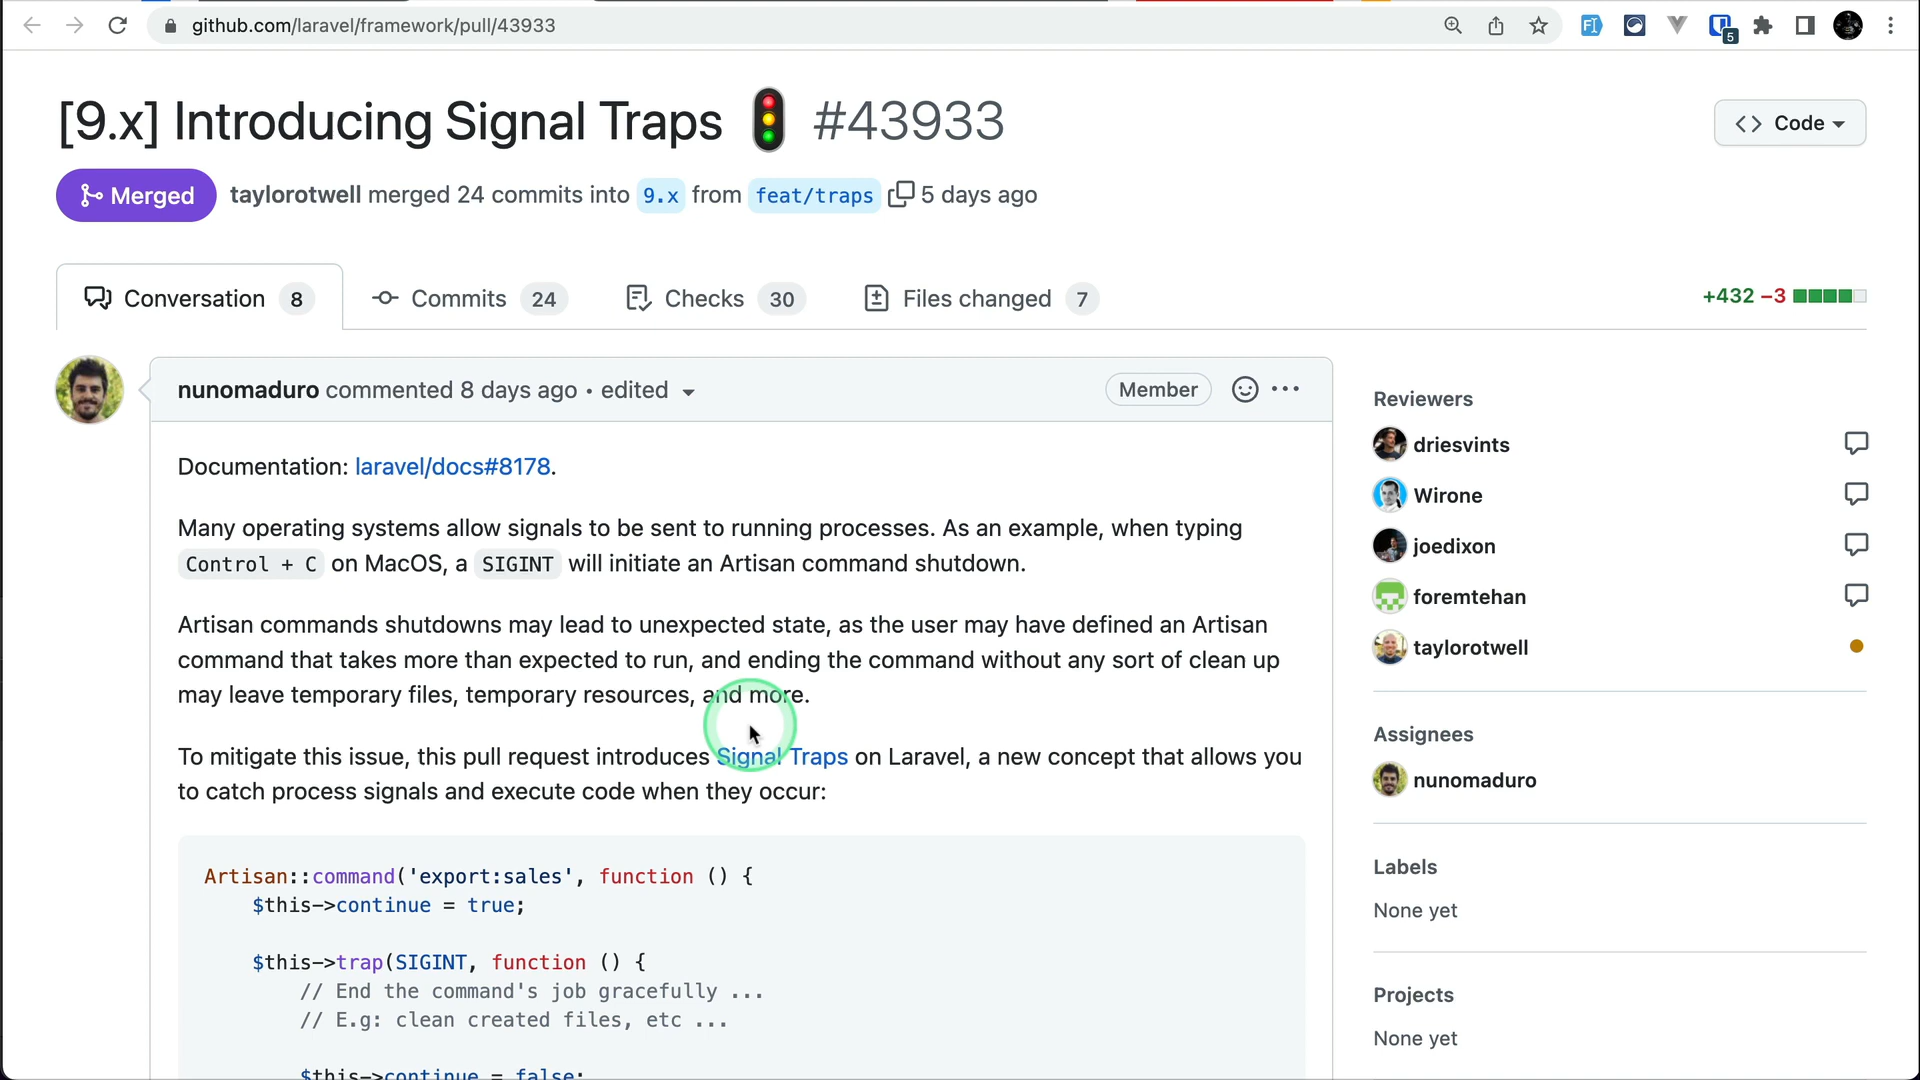 github.com/laravel/framework/pull/43933
5
[9.x] Introducing Signal Traps 🚦 #43933
Code
Merged
taylorotwell merged 24 commits into 9.x from feat/traps 5 days ago
Conversation 8
Commits 24
Checks 30
Files changed 7
+432 −3
nunomaduro commented 8 days ago • edited
Member
Documentation: laravel/docs#8178.
Many operating systems allow signals to be sent to running processes. As an example, when typing
Control + C on MacOS, a SIGINT will initiate an Artisan command shutdown.
Artisan commands shutdowns may lead to unexpected state, as the user may have defined an Artisan
command that takes more than expected to run, and ending the command without any sort of clean up
may leave temporary files, temporary resources, and more.
To mitigate this issue, this pull request introduces Signal Traps on Laravel, a new concept that allows you
to catch process signals and execute code when they occur:
Artisan::command('export:sales', function () {
$this->continue = true;
$this->trap(SIGINT, function () {
// End the command's job gracefully ...
// E.g: clean created files, etc ...
$this->continue = false;
Reviewers
driesvints
Wirone
joedixon
foremtehan
taylorotwell
Assignees
nunomaduro
Labels
None yet
Projects
None yet